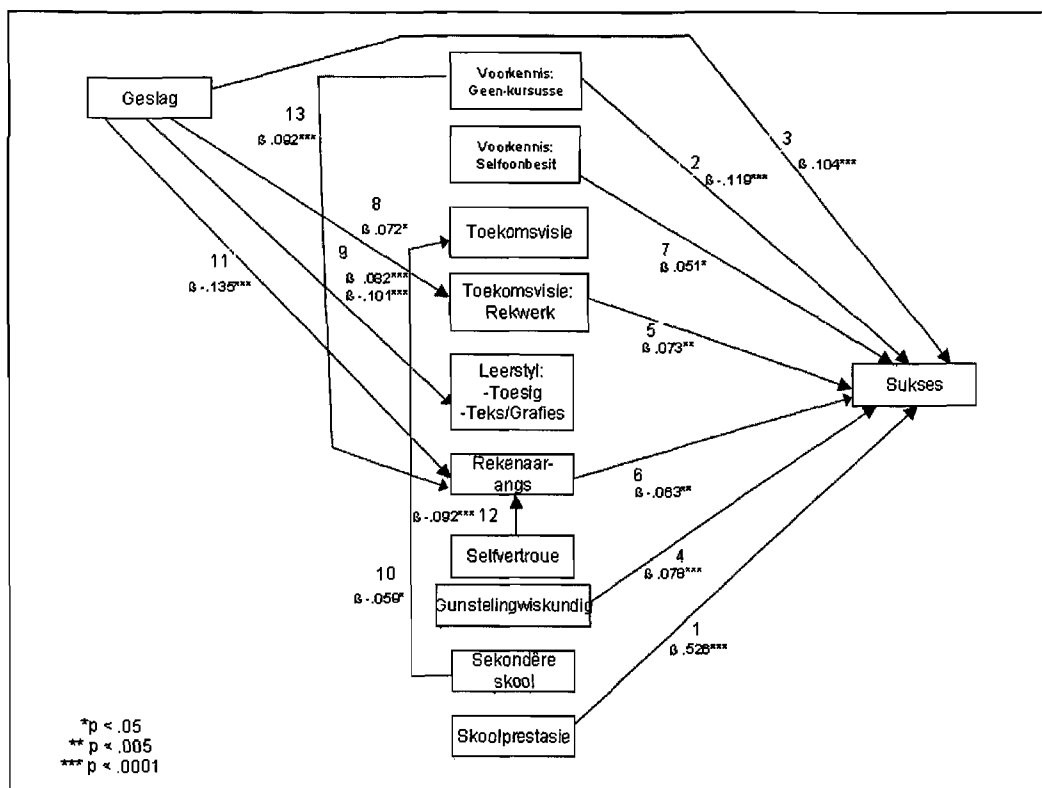 Geslag
Voorkennis:
Geen-kursusse
Voorkennis:
Selfoonbesit
Toekomsvisie
Toekomsvisie:
Rekwerk
Leerstyl:
-Toesig
-Teks/Grafies
Rekenaar-
angs
Selfvertroue
Gunstelingwiskundig
Sekondêre
skool
Skoolprestasie
Sukses
13
ß .092***
3
ß .104***
2
ß -.119***
8
ß .072*
7
ß .051*
9
ß .082***
ß -.101***
11
ß -.135***
5
ß .073**
6
ß -.063**
ß -.092*** 12
4
ß .078***
10
ß -.059*
1
ß .526***
*p < .05
** p < .005
*** p < .0001